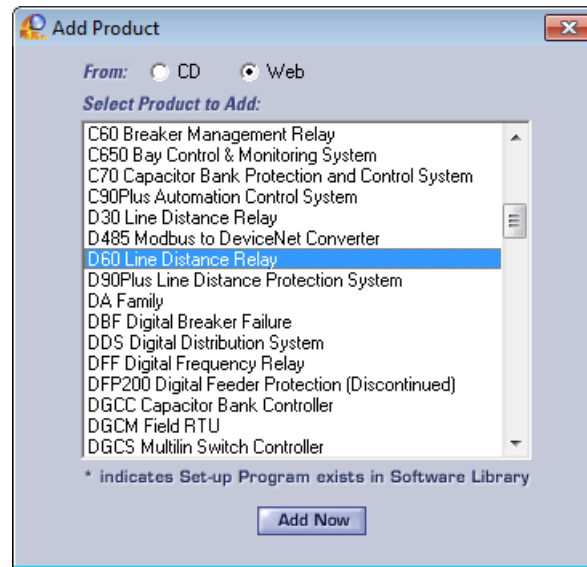 Add Product
From: CD Web
Select Product to Add:
C60 Breaker Management Relay
C650 Bay Control & Monitoring System
C70 Capacitor Bank Protection and Control System
C90Plus Automation Control System
D30 Line Distance Relay
D485 Modbus to DeviceNet Converter
D60 Line Distance Relay
D90Plus Line Distance Protection System
DA Family
DBF Digital Breaker Failure
DDS Digital Distribution System
DFF Digital Frequency Relay
DFP200 Digital Feeder Protection (Discontinued)
DGCC Capacitor Bank Controller
DGCM Field RTU
DGCS Multilin Switch Controller
* indicates Set-up Program exists in Software Library
Add Now